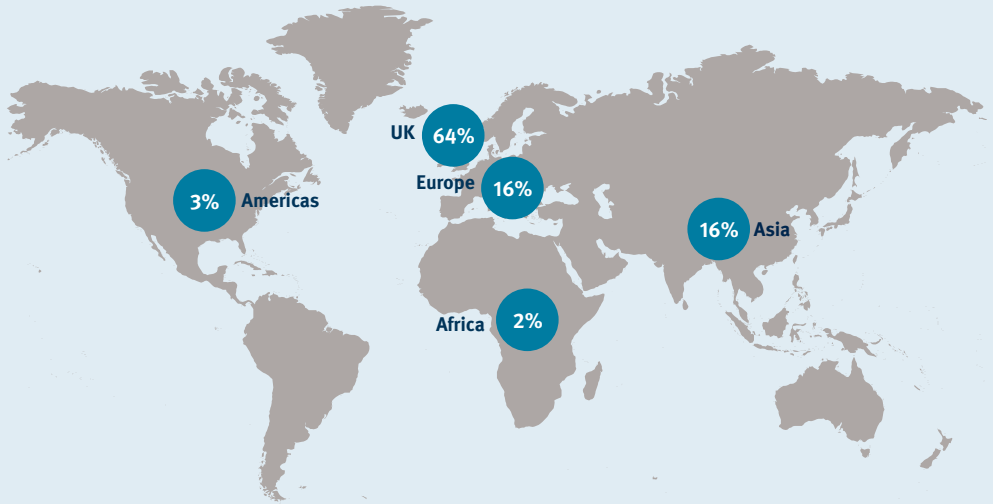 UK 64%
Europe 16%
3% Americas
16% Asia
Africa 2%